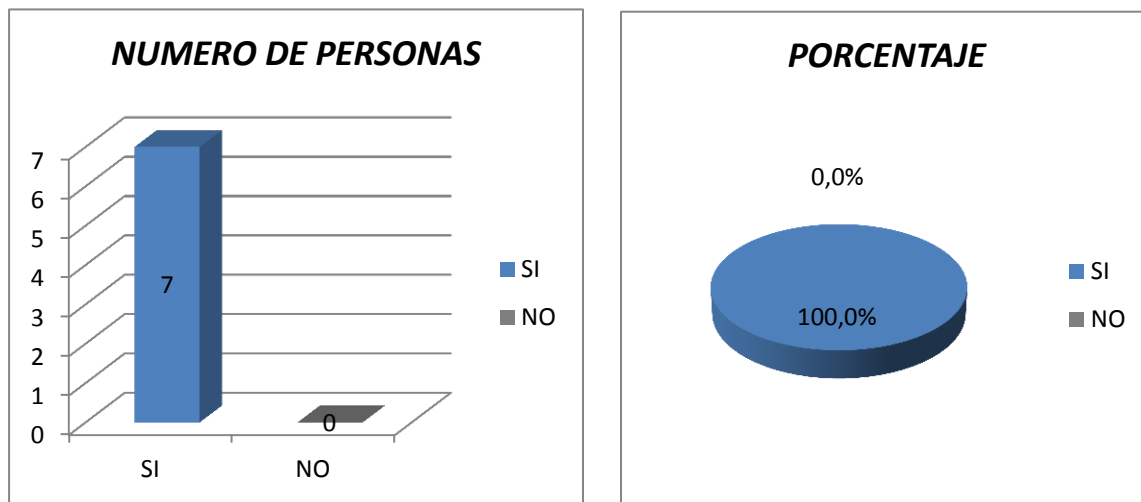 NUMERO DE PERSONAS
7
6
5
4
3
2
1
0
7
0
SI
NO
SI
NO
PORCENTAJE
0,0%
100,0%
SI
NO